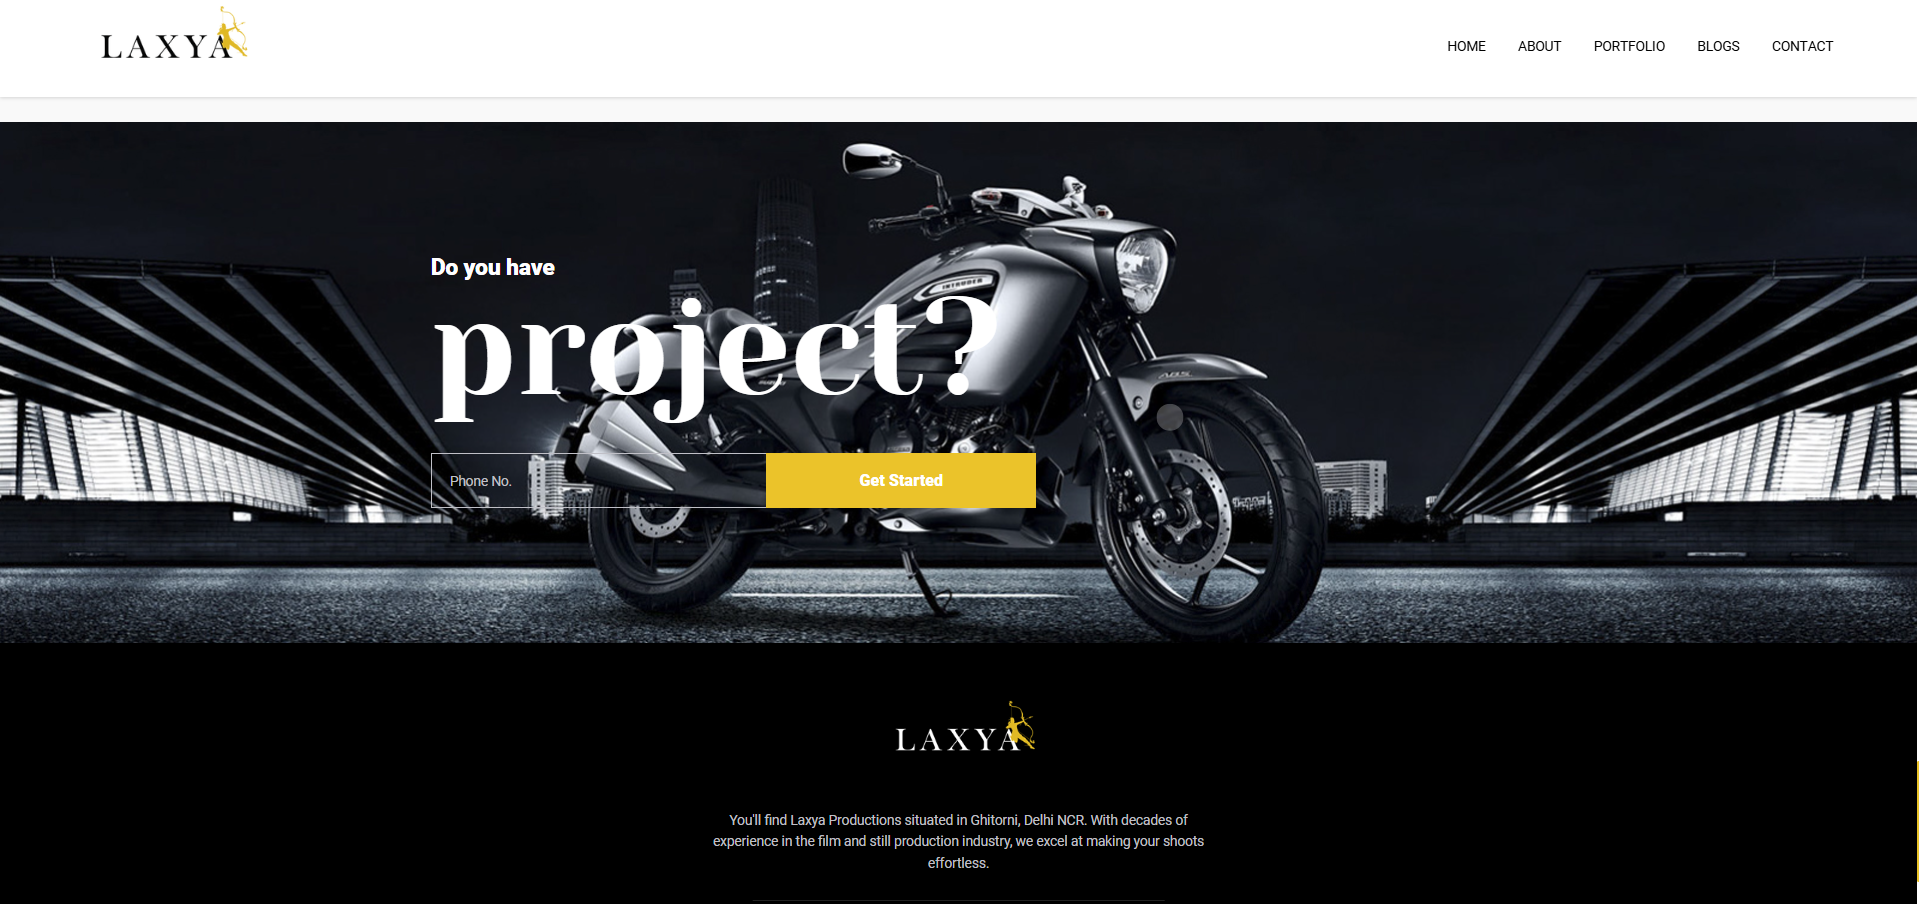 LAXYA
HOME ABOUT PORTFOLIO BLOGS CONTACT
INTRUDER
Do you have
project?
ABS
Phone No.
Get Started
LAXYA
You'll find Laxya Productions situated in Ghitorni, Delhi NCR. With decades of
experience in the film and still production industry, we excel at making your shoots
effortless.